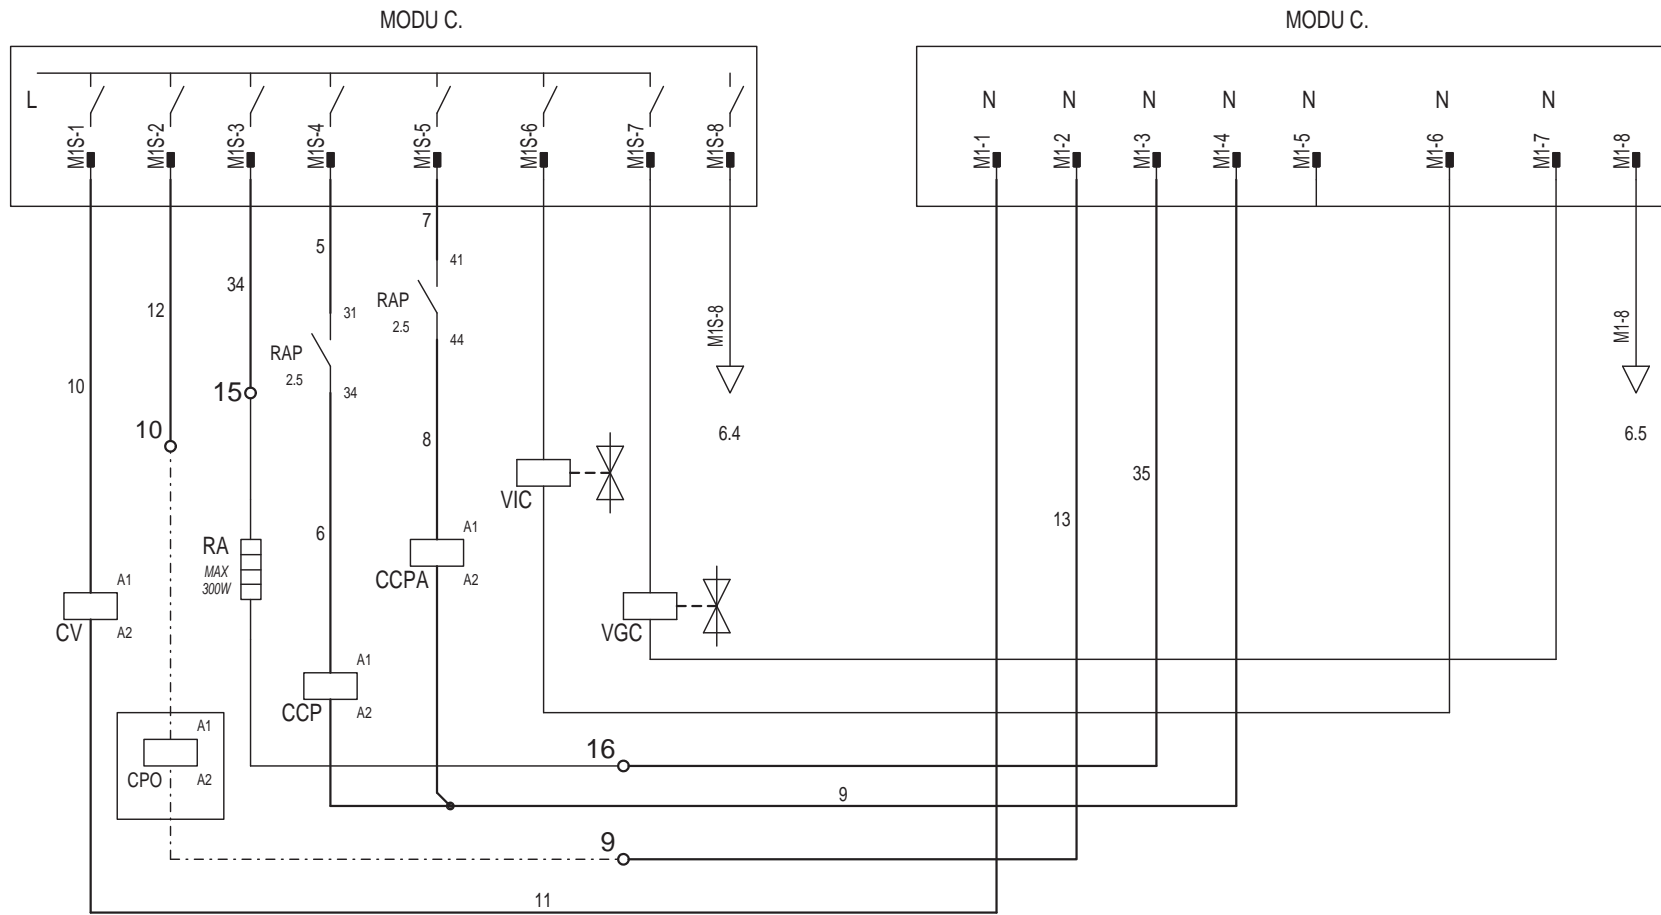 MODU C. MODU C.
L N N N N N N N
M1S-1 M1S-2 M1S-3 M1S-4 M1S-5 M1S-6 M1S-7 M1S-8 M1-1 M1-2 M1-3 M1-4 M1-5 M1-6 M1-7 M1-8
7
5
41
34
RAP
12
31
2.5
M1S-8 M1-8
44
RAP
2.5
10
15 34
10 8 6.4 6.5
35
VIC
13
A1
6
RA
MAX
300W
CCPA A2
A1
CV A2
VGC
A1
CCP A2
A1
16
CPO A2
9
9
11